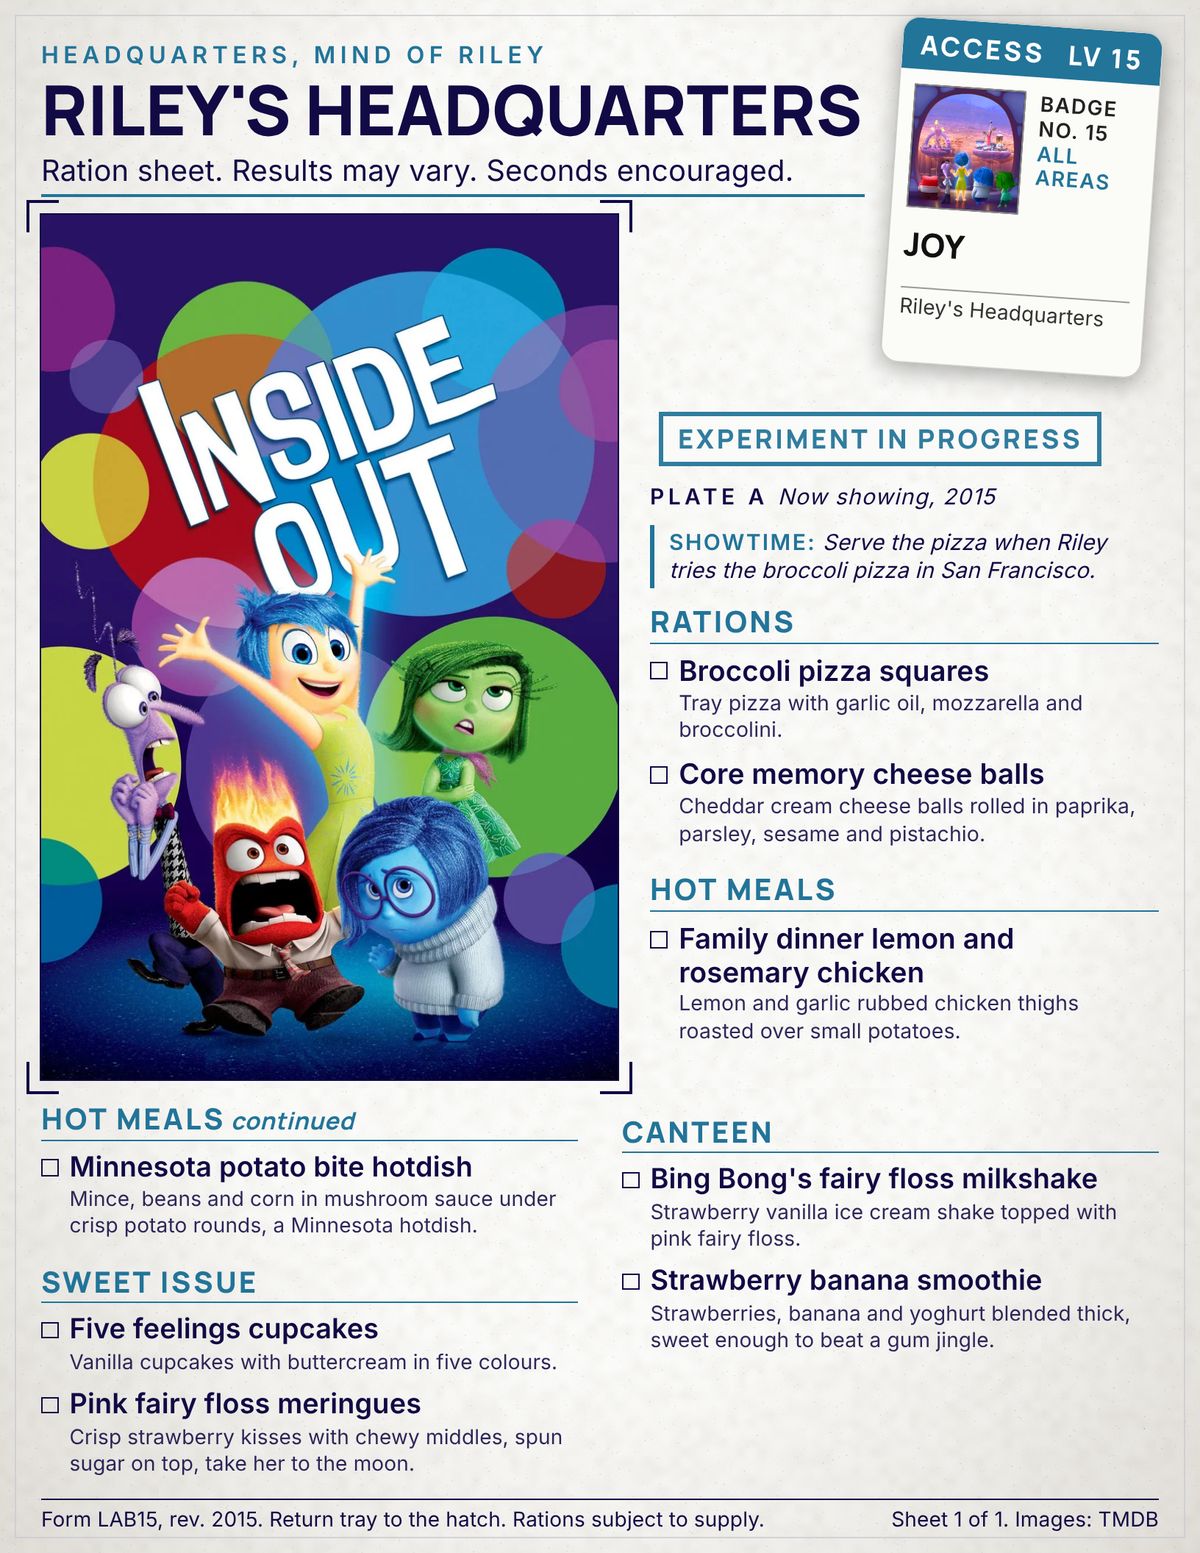 HEADQUARTERS, MIND OF RILEY
RILEY'S HEADQUARTERS
Ration sheet. Results may vary. Seconds encouraged.
ACCESS LV 15
BADGE
NO. 15
ALL
AREAS
JOY
Riley's Headquarters
INSIDE
OUT
EXPERIMENT IN PROGRESS
PLATE A Now showing, 2015
SHOWTIME: Serve the pizza when Riley
tries the broccoli pizza in San Francisco.
RATIONS
Broccoli pizza squares
Tray pizza with garlic oil, mozzarella and
broccolini.
Core memory cheese balls
Cheddar cream cheese balls rolled in paprika,
parsley, sesame and pistachio.
HOT MEALS
Family dinner lemon and
rosemary chicken
Lemon and garlic rubbed chicken thighs
roasted over small potatoes.
HOT MEALS continued
Minnesota potato bite hotdish
Mince, beans and corn in mushroom sauce under
crisp potato rounds, a Minnesota hotdish.
SWEET ISSUE
Five feelings cupcakes
Vanilla cupcakes with buttercream in five colours.
Pink fairy floss meringues
Crisp strawberry kisses with chewy middles, spun
sugar on top, take her to the moon.
CANTEEN
Bing Bong's fairy floss milkshake
Strawberry vanilla ice cream shake topped with
pink fairy floss.
Strawberry banana smoothie
Strawberries, banana and yoghurt blended thick,
sweet enough to beat a gum jingle.
Form LAB15, rev. 2015. Return tray to the hatch. Rations subject to supply.
Sheet 1 of 1. Images: TMDB